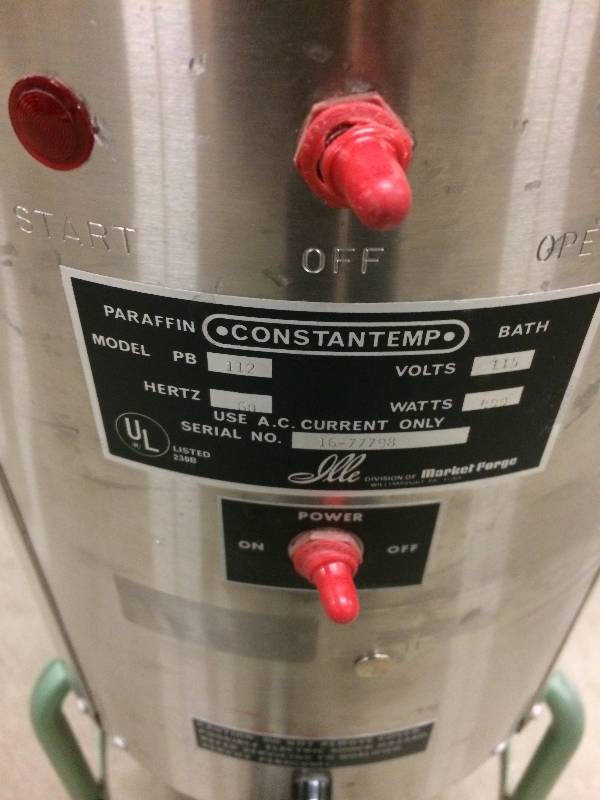 START OFF OPE
PARAFFIN •CONSTANTEMP• BATH
MODEL PB 112 VOLTS 115
HERTZ 60 WATTS
USE A.C. CURRENT ONLY
SERIAL NO. 16-77798
UL LISTED
239B
Ille DIVISION OF Market Forge
POWER
ON OFF